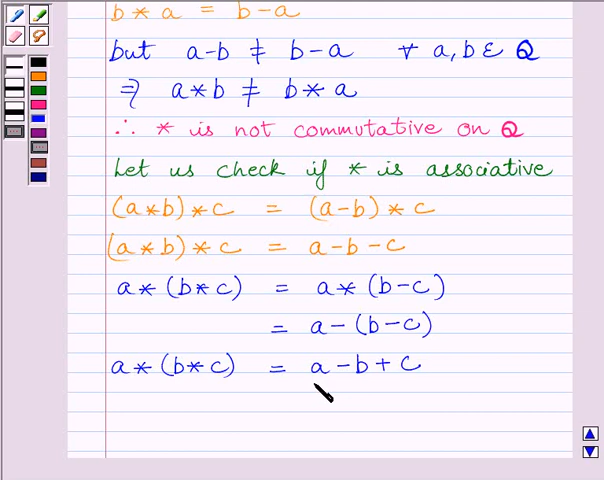 b * a = b-a
but a-b ≠ b-a ∀ a, b ε Q
⇒ a*b ≠ b*a
∴ * is not commutative on Q
Let us check if * is associative
(a*b)*c = (a-b)*c
(a*b)*c = a-b-c
a*(b*c) = a*(b-c)
= a-(b-c)
a*(b*c) = a-b+c